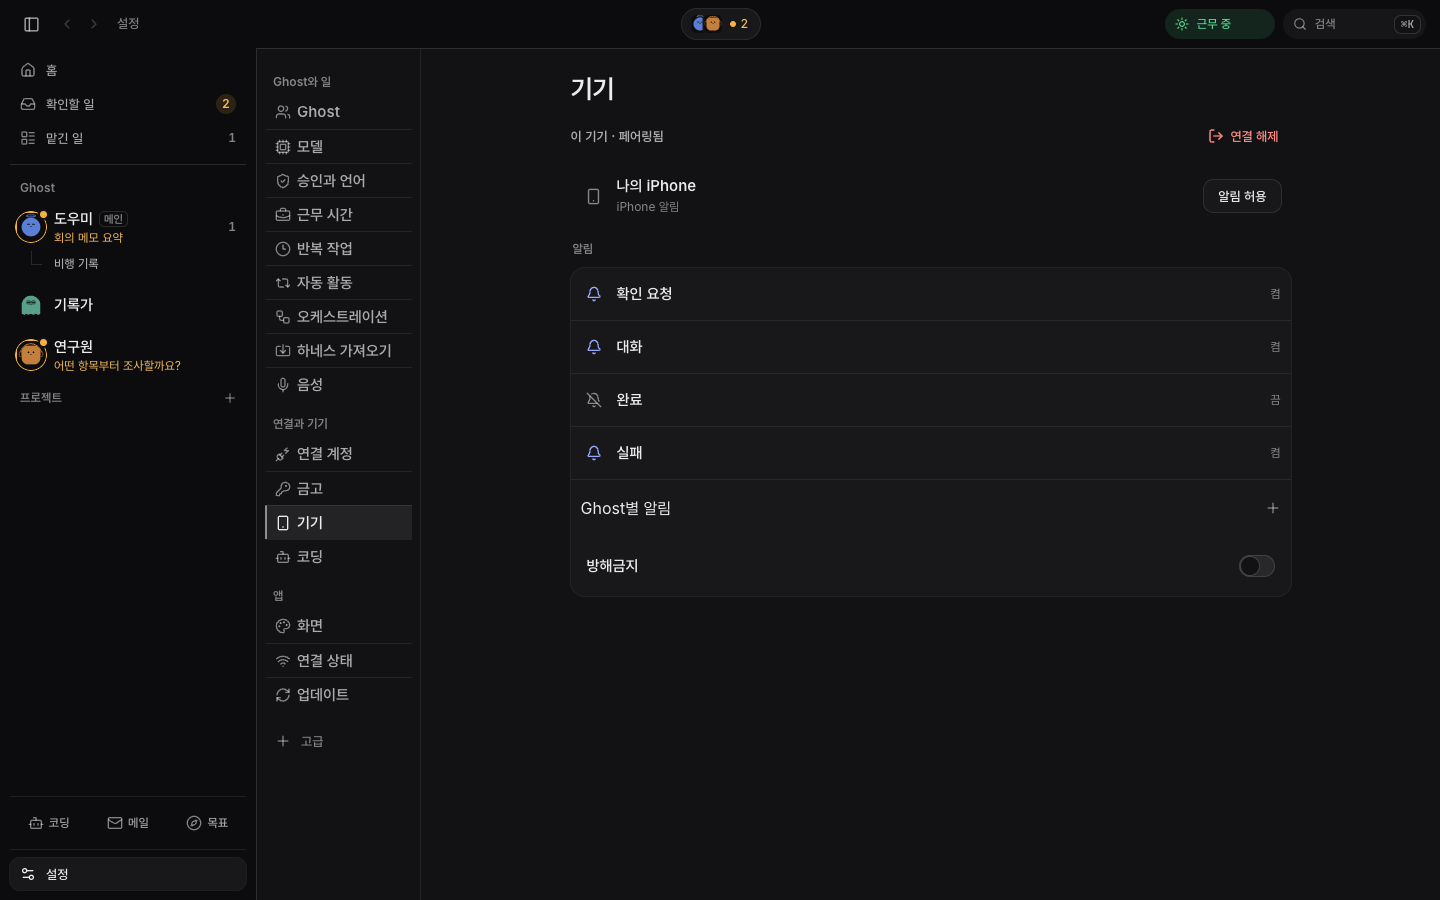 설정
2
근무 중
검색
⌘K
홈
확인할 일
2
맡긴 일
1
Ghost
도우미
메인
회의 메모 요약
1
비행 기록
기록가
연구원
어떤 항목부터 조사할까요?
프로젝트
코딩
메일
목표
설정
Ghost와 일
Ghost
모델
승인과 언어
근무 시간
반복 작업
자동 활동
오케스트레이션
하네스 가져오기
음성
연결과 기기
연결 계정
금고
기기
코딩
앱
화면
연결 상태
업데이트
고급
기기
이 기기 · 페어링됨
연결 해제
나의 iPhone
iPhone 알림
알림 허용
알림
확인 요청
켬
대화
켬
완료
끔
실패
켬
Ghost별 알림
방해금지